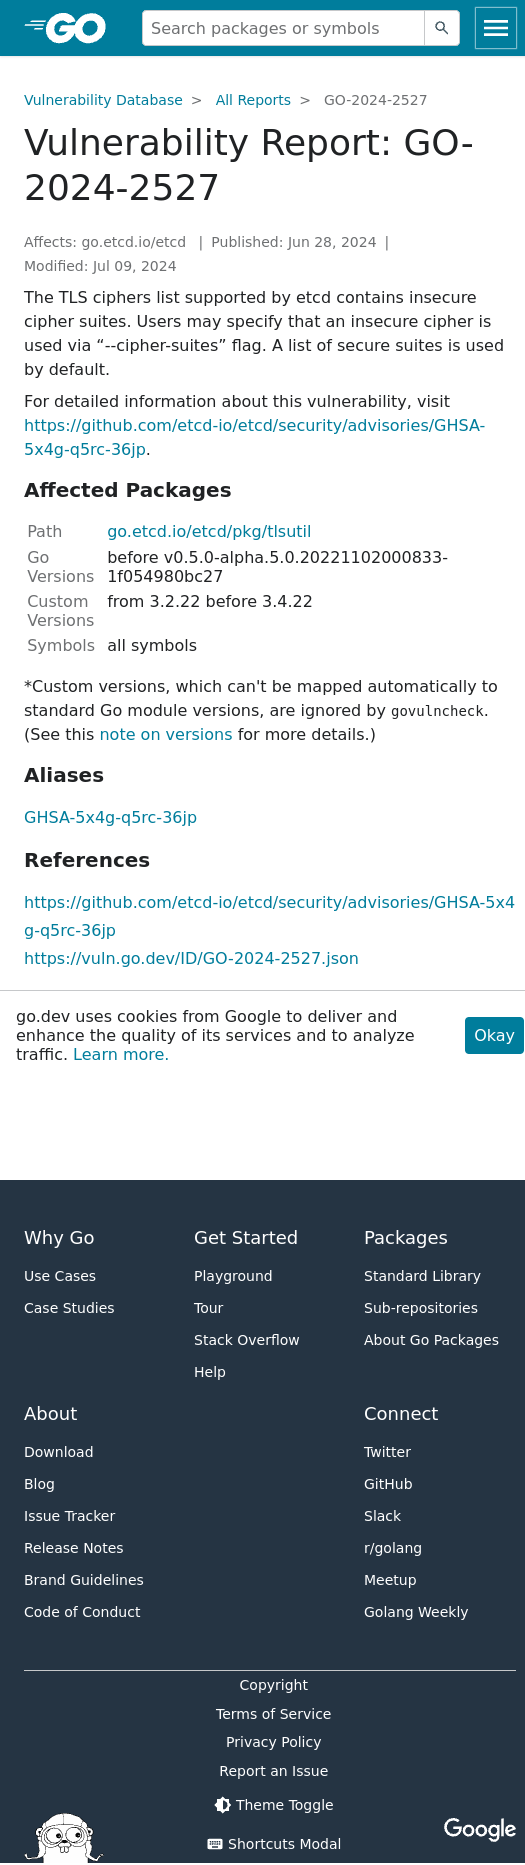 GO
Search packages or symbols
Vulnerability Database > All Reports > GO-2024-2527
Vulnerability Report: GO-
2024-2527
Affects: go.etcd.io/etcd | Published: Jun 28, 2024 |
Modified: Jul 09, 2024
The TLS ciphers list supported by etcd contains insecure
cipher suites. Users may specify that an insecure cipher is
used via “--cipher-suites” flag. A list of secure suites is used
by default.
For detailed information about this vulnerability, visit
https://github.com/etcd-io/etcd/security/advisories/GHSA-
5x4g-q5rc-36jp.
Affected Packages
Path go.etcd.io/etcd/pkg/tlsutil
Go before v0.5.0-alpha.5.0.20221102000833-
Versions 1f054980bc27
Custom from 3.2.22 before 3.4.22
Versions
Symbols all symbols
*Custom versions, which can't be mapped automatically to
standard Go module versions, are ignored by govulncheck.
(See this note on versions for more details.)
Aliases
GHSA-5x4g-q5rc-36jp
References
https://github.com/etcd-io/etcd/security/advisories/GHSA-5x4
g-q5rc-36jp
https://vuln.go.dev/ID/GO-2024-2527.json
go.dev uses cookies from Google to deliver and
enhance the quality of its services and to analyze
traffic. Learn more.
Okay
Why Go
Use Cases
Case Studies
Get Started
Playground
Tour
Stack Overflow
Help
Packages
Standard Library
Sub-repositories
About Go Packages
About
Download
Blog
Issue Tracker
Release Notes
Brand Guidelines
Code of Conduct
Connect
Twitter
GitHub
Slack
r/golang
Meetup
Golang Weekly
Copyright
Terms of Service
Privacy Policy
Report an Issue
Theme Toggle
Shortcuts Modal
Google